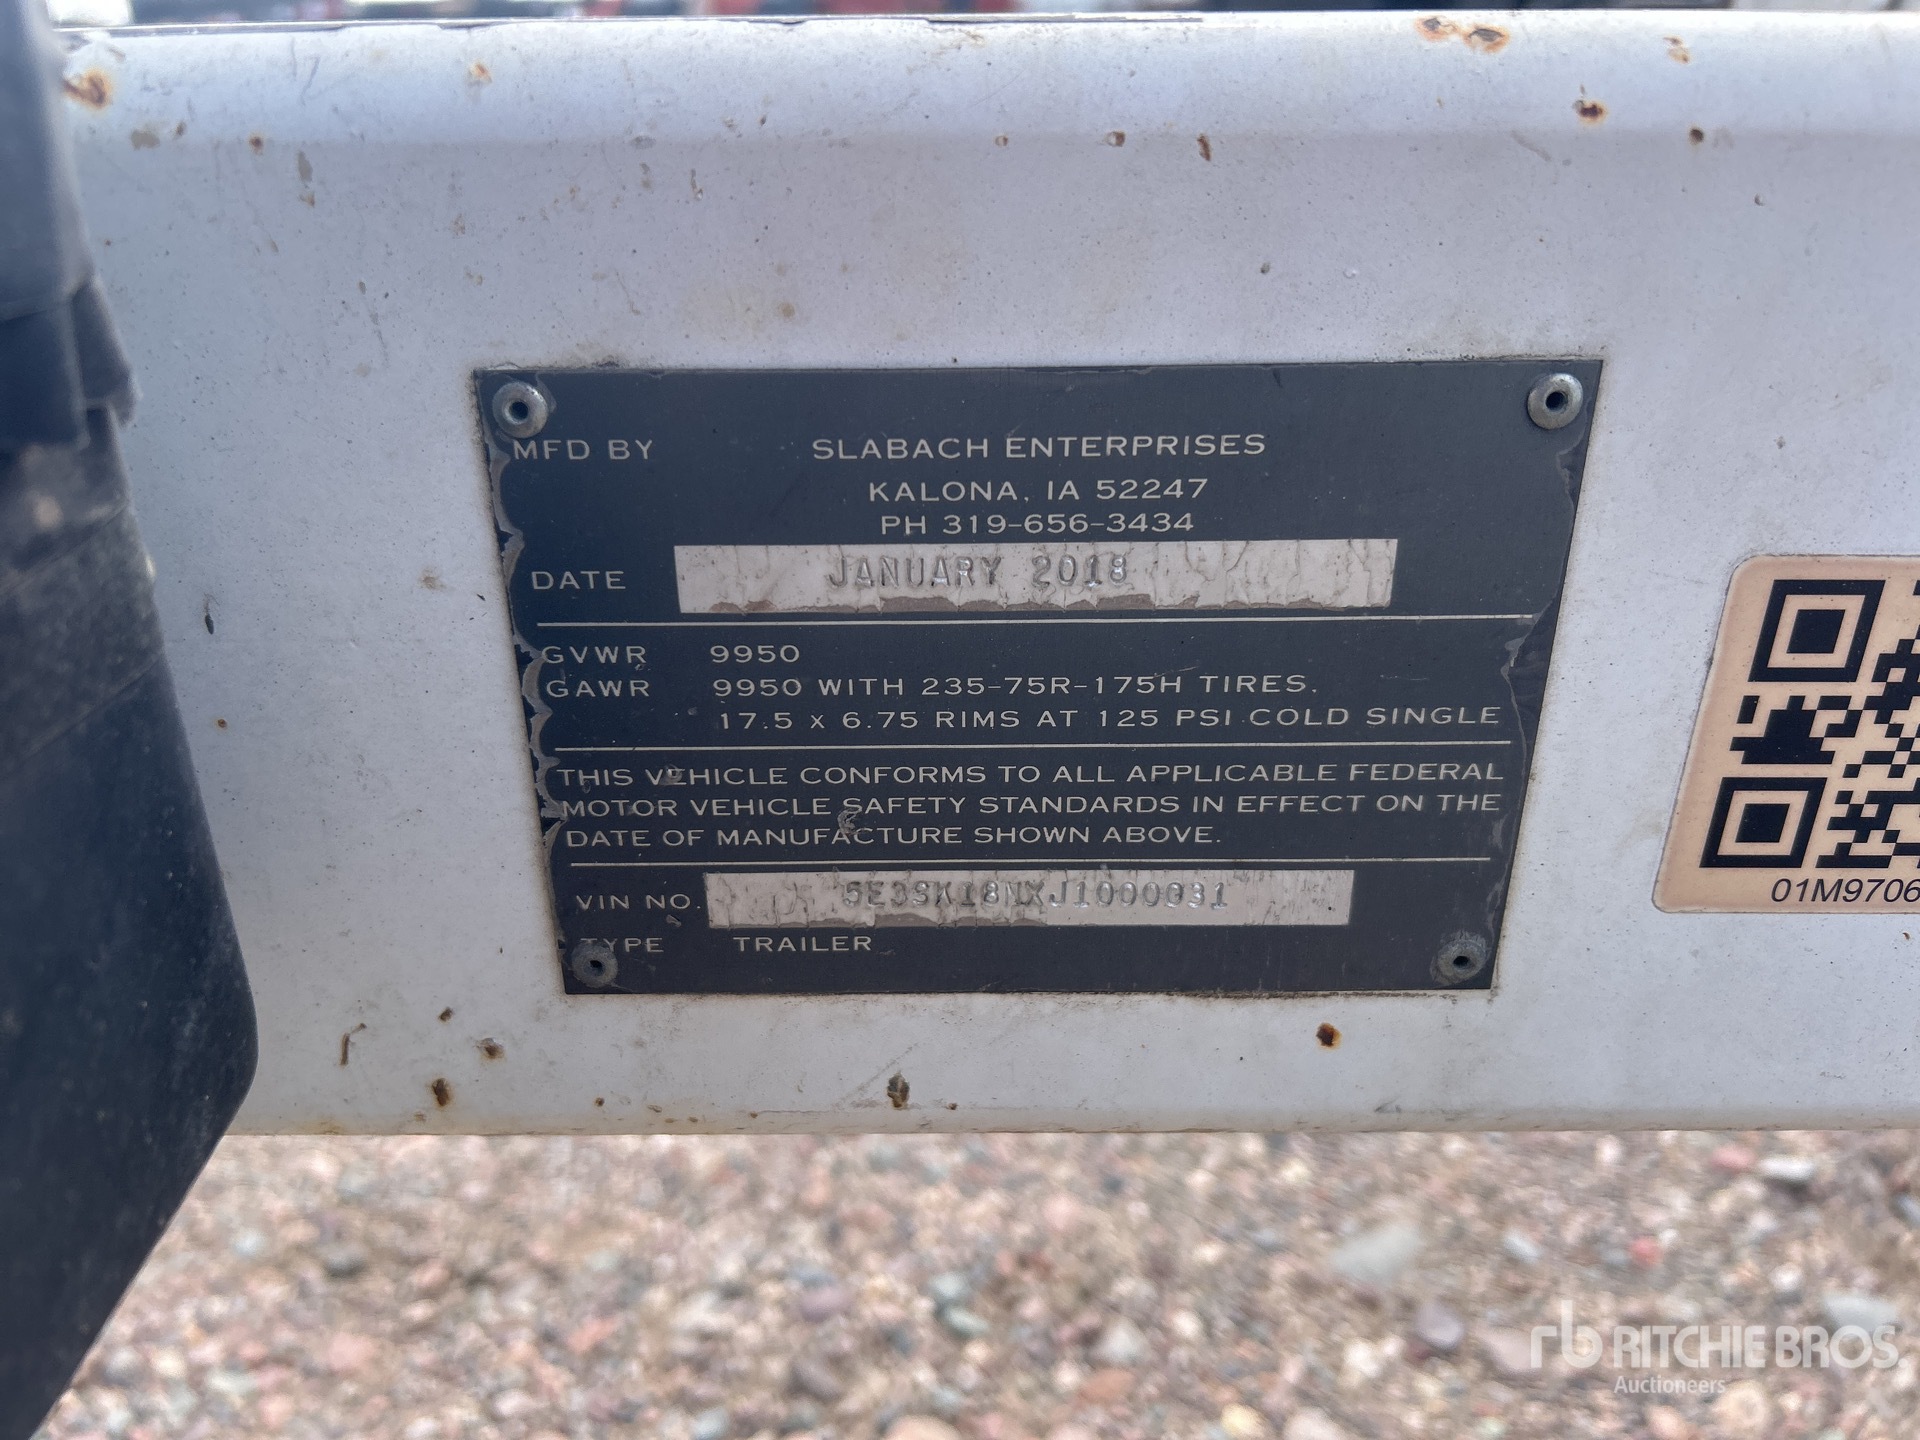 MFD BY SLABACH ENTERPRISES
KALONA, IA 52247
PH 319-656-3434
DATE JANUARY 2018
GVWR 9950
GAWR 9950 WITH 235-75R-175H TIRES.
17.5 x 6.75 RIMS AT 125 PSI COLD SINGLE
THIS VEHICLE CONFORMS TO ALL APPLICABLE FEDERAL
MOTOR VEHICLE SAFETY STANDARDS IN EFFECT ON THE
DATE OF MANUFACTURE SHOWN ABOVE.
VIN NO. 5E3SK18NXJ1000031
TYPE TRAILER
01M9706
rb RITCHIE BROS.
Auctioneers